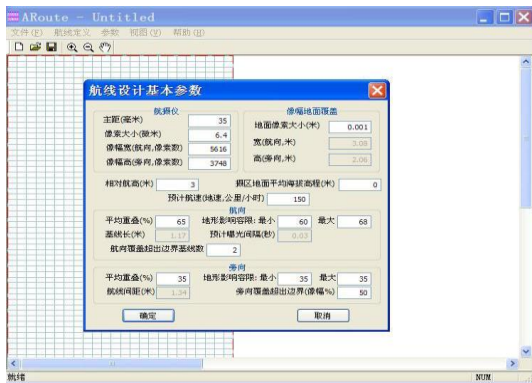 ARoute - Untitled
文件(F) 航线定义 参数 视图(V) 帮助(H)
航线设计基本参数
航摄仪
主距(毫米) 35
像素大小(微米) 6.4
像幅宽(航向,像素数) 5616
像幅高(旁向,像素数) 3748
像幅地面覆盖
地面像素大小(米) 0.001
宽(航向,米) 3.08
高(旁向,米) 2.06
相对航高(米) 3 摄区地面平均海拔高程(米) 0
预计航速(地速,公里/小时) 150
航向
平均重叠(%) 65 地形影响容限:最小 60 最大 68
基线长(米) 1.17 预计曝光间隔(秒) 0.03
航向覆盖超出边界基线数 2
旁向
平均重叠(%) 35 地形影响容限:最小 35 最大 35
航线间距(米) 1.34 旁向覆盖超出边界(像幅%) 50
确定 取消
就绪 NUM